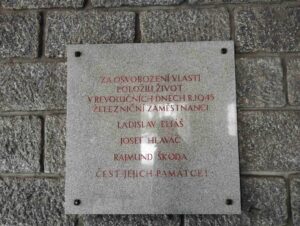 ZA OSVOBOZENÍ VLASTI
POLOŽILI ŽIVOT
V REVOLUČNÍCH DNECH R.1945
ŽELEZNIČNÍ ZAMĚSTNANCI
LADISLAV ELIÁŠ
JOSEF HLAVÁČ
RAJMUND ŠKODA
ČEST JEJICH PAMÁTCE!